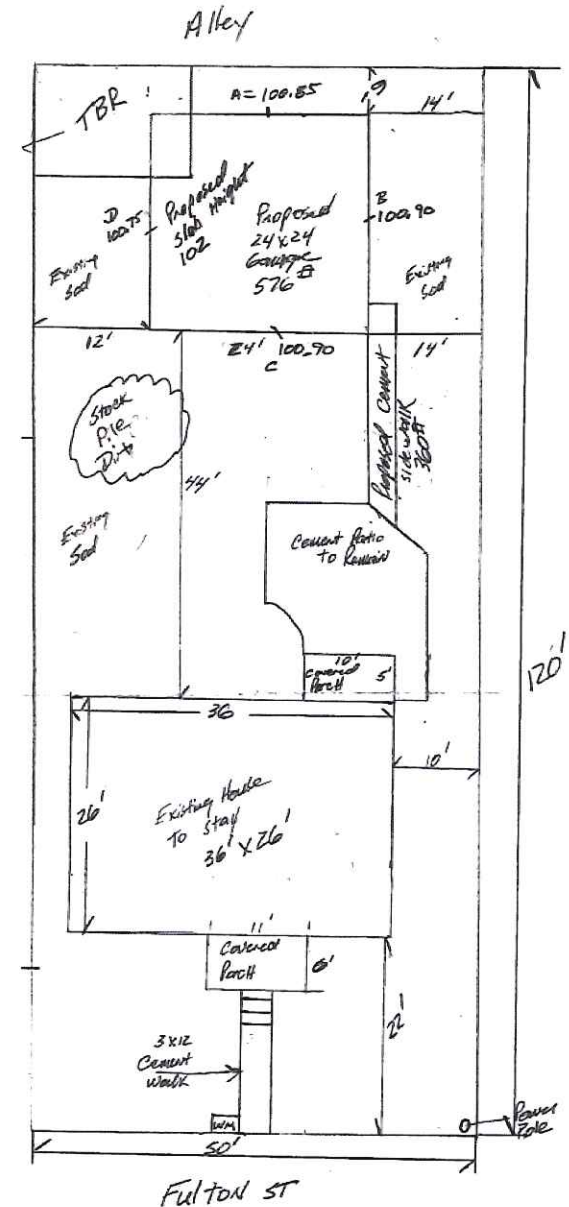 Alley
TBR
A = 100.85
9'
14'
D
100.75
Proposed
Slab Height
102
Proposed
24 x 24
Garage
576 #
B
100.90
Existing
Sod
Existing
Sod
12'
24' 100.90
C
14'
Stock
Pile
Dirt
44'
Proposed Cement
sidewalk
360 #
Existing
Sod
Cement Patio
to Remain
10'
Covered
Porch
5'
120'
36
10'
26'
Existing House
To Stay
36' x 26'
11'
Covered
Porch
6'
22'
3 x 12
Cement
Walk
WM
Power
Pole
50'
Fulton ST